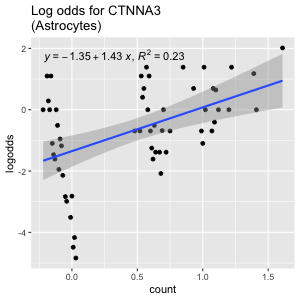 Log odds for CTNNA3
(Astrocytes)
y = −1.35 + 1.43 x, R² = 0.23
2
0
-2
-4
logodds
0.0 0.5 1.0 1.5
count